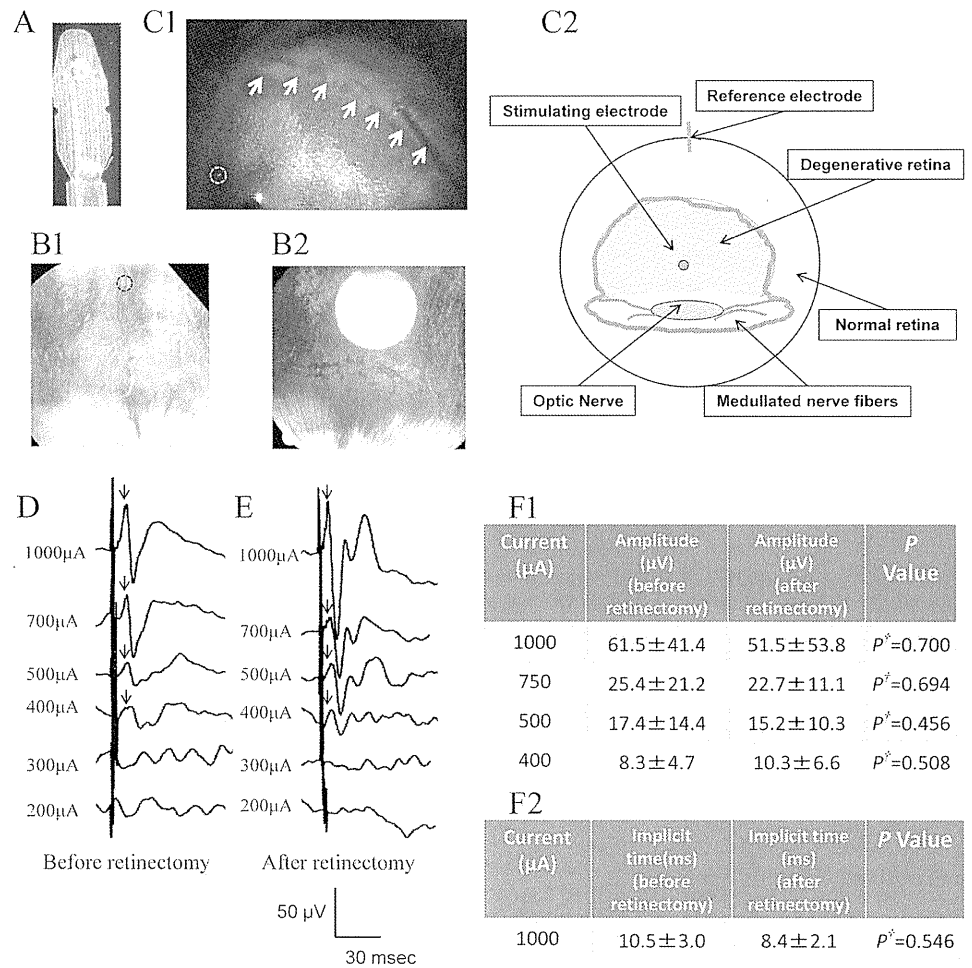 A
C1
C2
Reference electrode
Stimulating electrode
Degenerative retina
B1
B2
Normal retina
Optic Nerve
Medullated nerve fibers
D
1000µA
700µA
500µA
400µA
300µA
200µA
Before retinectomy
E
1000µA
700µA
500µA
400µA
300µA
200µA
After retinectomy
50 µV
30 msec
F1
Current (µA) Amplitude (µV) (before retinectomy) Amplitude (µV) (after retinectomy) P Value
1000 61.5±41.4 51.5±53.8 P*=0.700
750 25.4±21.2 22.7±11.1 P*=0.694
500 17.4±14.4 15.2±10.3 P*=0.456
400 8.3±4.7 10.3±6.6 P*=0.508
F2
Current (µA) Implicit time(ms) (before retinectomy) Implicit time (ms) (after retinectomy) P Value
1000 10.5±3.0 8.4±2.1 P*=0.546